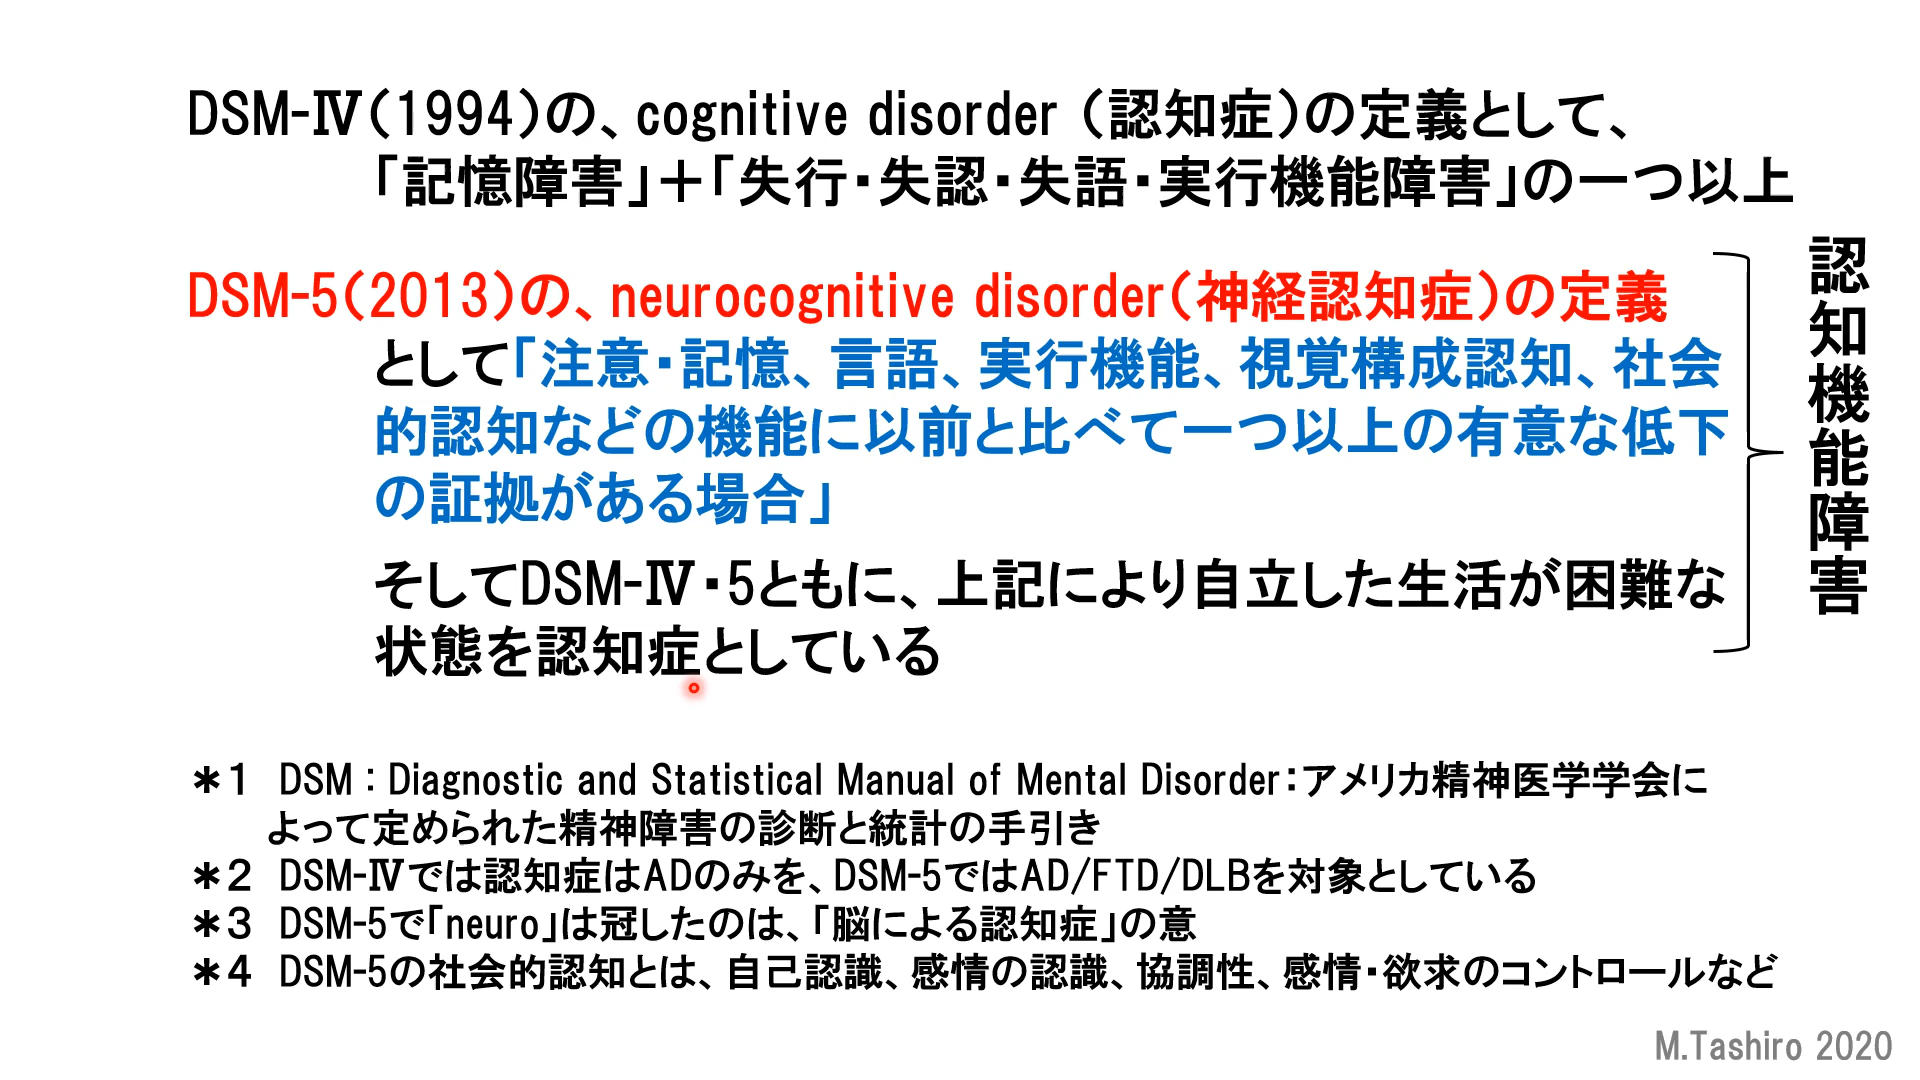 DSM-Ⅳ(1994)の、cognitive disorder (認知症)の定義として、
「記憶障害」＋「失行・失認・失語・実行機能障害」の一つ以上
DSM-5(2013)の、neurocognitive disorder(神経認知症)の定義
として「注意・記憶、言語、実行機能、視覚構成認知、社会
的認知などの機能に以前と比べて一つ以上の有意な低下
の証拠がある場合」
そしてDSM-Ⅳ・5ともに、上記により自立した生活が困難な
状態を認知症としている
認知機能障害
＊1 DSM：Diagnostic and Statistical Manual of Mental Disorder：アメリカ精神医学学会に
よって定められた精神障害の診断と統計の手引き
＊2 DSM-Ⅳでは認知症はADのみを、DSM-5ではAD/FTD/DLBを対象としている
＊3 DSM-5で「neuro」は冠したのは、「脳による認知症」の意
＊4 DSM-5の社会的認知とは、自己認識、感情の認識、協調性、感情・欲求のコントロールなど
M.Tashiro 2020